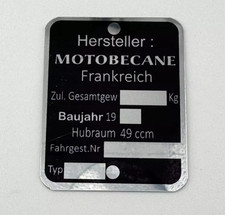 Hersteller :
MOTOBECANE
Frankreich
Zul. Gesamtgew Kg
Baujahr 19
Hubraum 49 ccm
Fahrgest.Nr
Typ